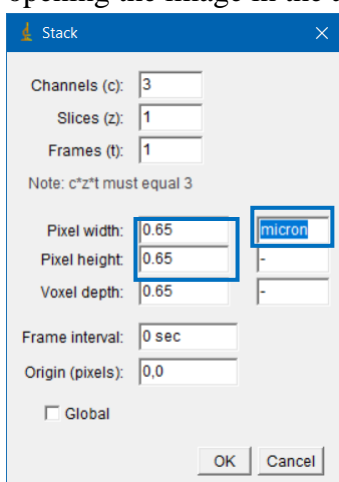 Stack
Channels (c): 3
Slices (z): 1
Frames (t): 1
Note: c*z*t must equal 3
Pixel width: 0.65 micron
Pixel height: 0.65 -
Voxel depth: 0.65 -
Frame interval: 0 sec
Origin (pixels): 0,0
Global
OK Cancel